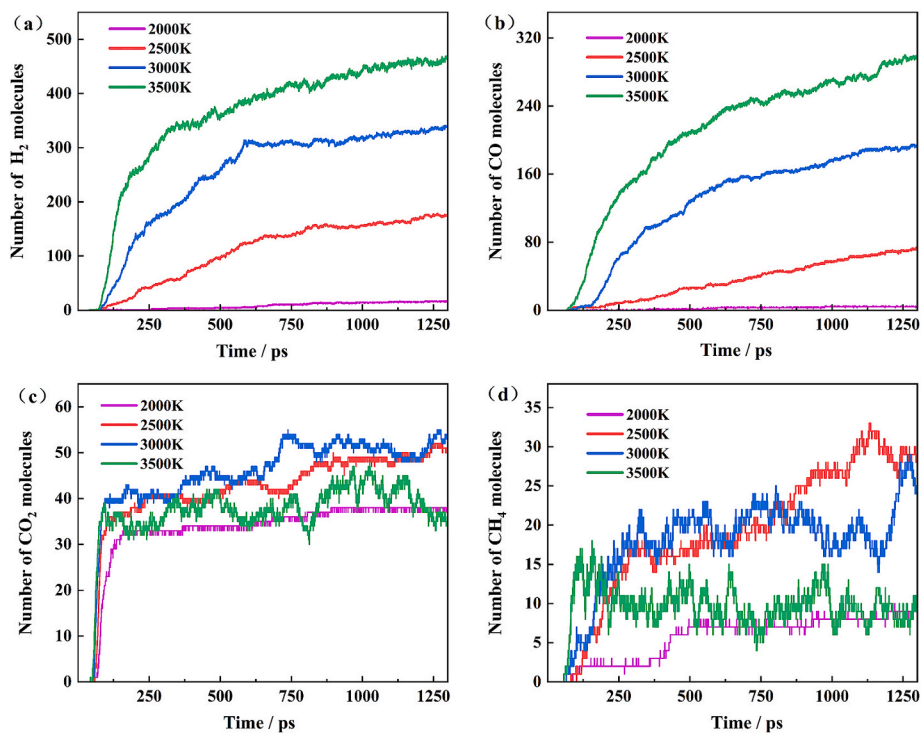 (a)
2000K
2500K
3000K
3500K
Number of H2 molecules
500
400
300
200
100
0
250
500
750
1000
1250
Time / ps
(b)
2000K
2500K
3000K
3500K
Number of CO molecules
320
240
160
80
0
250
500
750
1000
1250
Time / ps
(c)
2000K
2500K
3000K
3500K
Number of CO2 molecules
60
50
40
30
20
10
0
250
500
750
1000
1250
Time / ps
(d)
2000K
2500K
3000K
3500K
Number of CH4 molecules
35
30
25
20
15
10
5
0
250
500
750
1000
1250
Time / ps